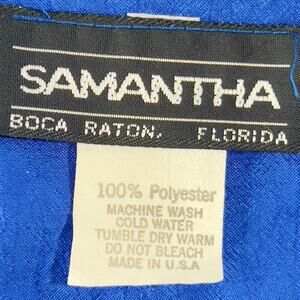 SAMANTHA
BOCA RATON, FLORIDA
100% Polyester
MACHINE WASH
COLD WATER
TUMBLE DRY WARM
DO NOT BLEACH
MADE IN U.S.A